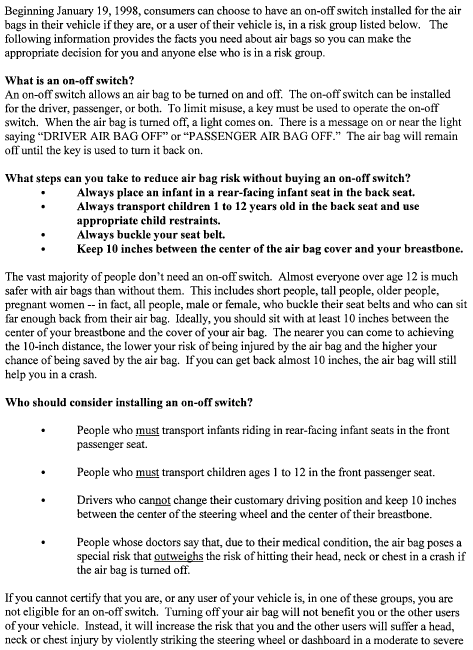 Beginning January 19, 1998, consumers can choose to have an on-off switch installed for the air
bags in their vehicle if they are, or a user of their vehicle is, in a risk group listed below. The
following information provides the facts you need about air bags so you can make the
appropriate decision for you and anyone else who is in a risk group.
What is an on-off switch?
An on-off switch allows an air bag to be turned on and off. The on-off switch can be installed
for the driver, passenger, or both. To limit misuse, a key must be used to operate the on-off
switch. When the air bag is turned off, a light comes on. There is a message on or near the light
saying “DRIVER AIR BAG OFF” or “PASSENGER AIR BAG OFF.” The air bag will remain
off until the key is used to turn it back on.
What steps can you take to reduce air bag risk without buying an on-off switch?
• Always place an infant in a rear-facing infant seat in the back seat.
• Always transport children 1 to 12 years old in the back seat and use
appropriate child restraints.
• Always buckle your seat belt.
• Keep 10 inches between the center of the air bag cover and your breastbone.
The vast majority of people don’t need an on-off switch. Almost everyone over age 12 is much
safer with air bags than without them. This includes short people, tall people, older people,
pregnant women -- in fact, all people, male or female, who buckle their seat belts and who can sit
far enough back from their air bag. Ideally, you should sit with at least 10 inches between the
center of your breastbone and the cover of your air bag. The nearer you can come to achieving
the 10-inch distance, the lower your risk of being injured by the air bag and the higher your
chance of being saved by the air bag. If you can get back almost 10 inches, the air bag will still
help you in a crash.
Who should consider installing an on-off switch?
• People who must transport infants riding in rear-facing infant seats in the front
passenger seat.
• People who must transport children ages 1 to 12 in the front passenger seat.
• Drivers who cannot change their customary driving position and keep 10 inches
between the center of the steering wheel and the center of their breastbone.
• People whose doctors say that, due to their medical condition, the air bag poses a
special risk that outweighs the risk of hitting their head, neck or chest in a crash if
the air bag is turned off.
If you cannot certify that you are, or any user of your vehicle is, in one of these groups, you are
not eligible for an on-off switch. Turning off your air bag will not benefit you or the other users
of your vehicle. Instead, it will increase the risk that you and the other users will suffer a head,
neck or chest injury by violently striking the steering wheel or dashboard in a moderate to severe